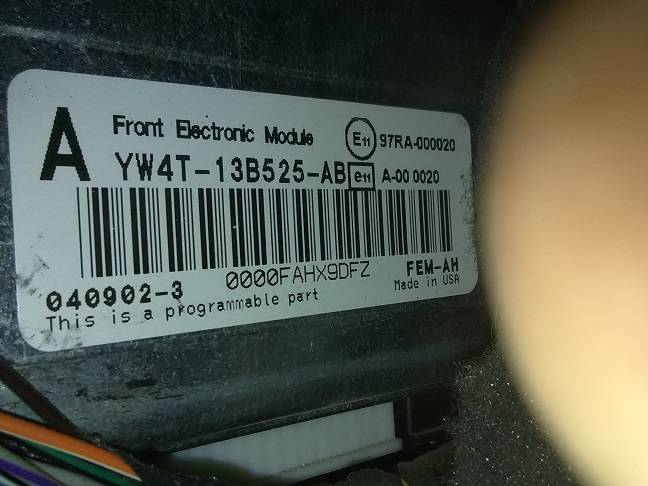 A
Front Electronic Module
E11 97RA-000020
YW4T-13B525-AB
e11 A-00 0020
0000FAHX9DFZ
FEM-AH
040902-3
Made in USA
This is a programmable part